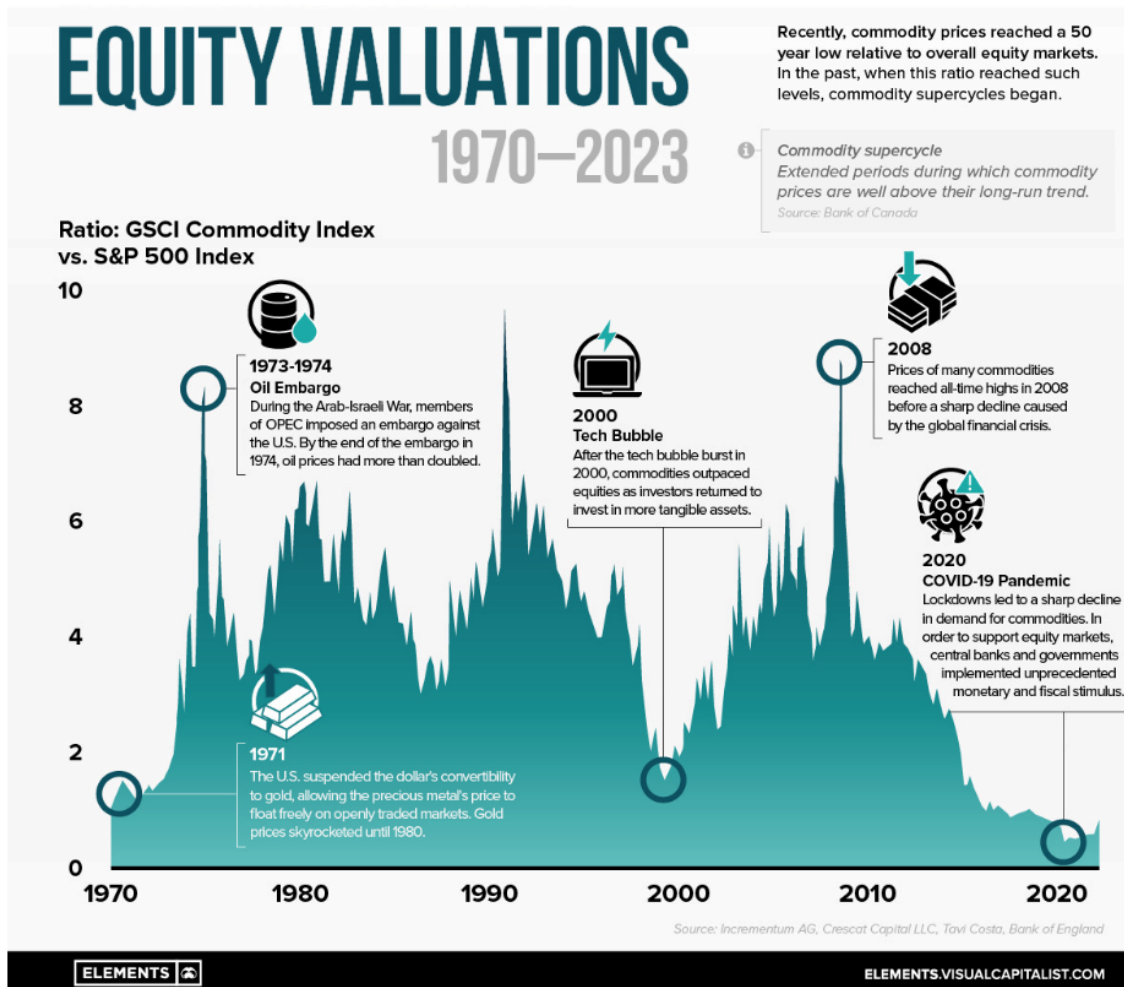 EQUITY VALUATIONS
1970—2023
Recently, commodity prices reached a 50
year low relative to overall equity markets.
In the past, when this ratio reached such
levels, commodity supercycles began.
Commodity supercycle
Extended periods during which commodity
prices are well above their long-run trend.
Source: Bank of Canada
Ratio: GSCI Commodity Index
vs. S&P 500 Index
10
8
6
4
2
0
1973-1974
Oil Embargo
During the Arab-Israeli War, members
of OPEC imposed an embargo against
the U.S. By the end of the embargo in
1974, oil prices had more than doubled.
1971
The U.S. suspended the dollar's convertibility
to gold, allowing the precious metal's price to
float freely on openly traded markets. Gold
prices skyrocketed until 1980.
2000
Tech Bubble
After the tech bubble burst in
2000, commodities outpaced
equities as investors returned to
invest in more tangible assets.
2008
Prices of many commodities
reached all-time highs in 2008
before a sharp decline caused
by the global financial crisis.
2020
COVID-19 Pandemic
Lockdowns led to a sharp decline
in demand for commodities. In
order to support equity markets,
central banks and governments
implemented unprecedented
monetary and fiscal stimulus.
1970 1980 1990 2000 2010 2020
Source: Incrementum AG, Crescat Capital LLC, Tavi Costa, Bank of England
ELEMENTS
ELEMENTS.VISUALCAPITALIST.COM